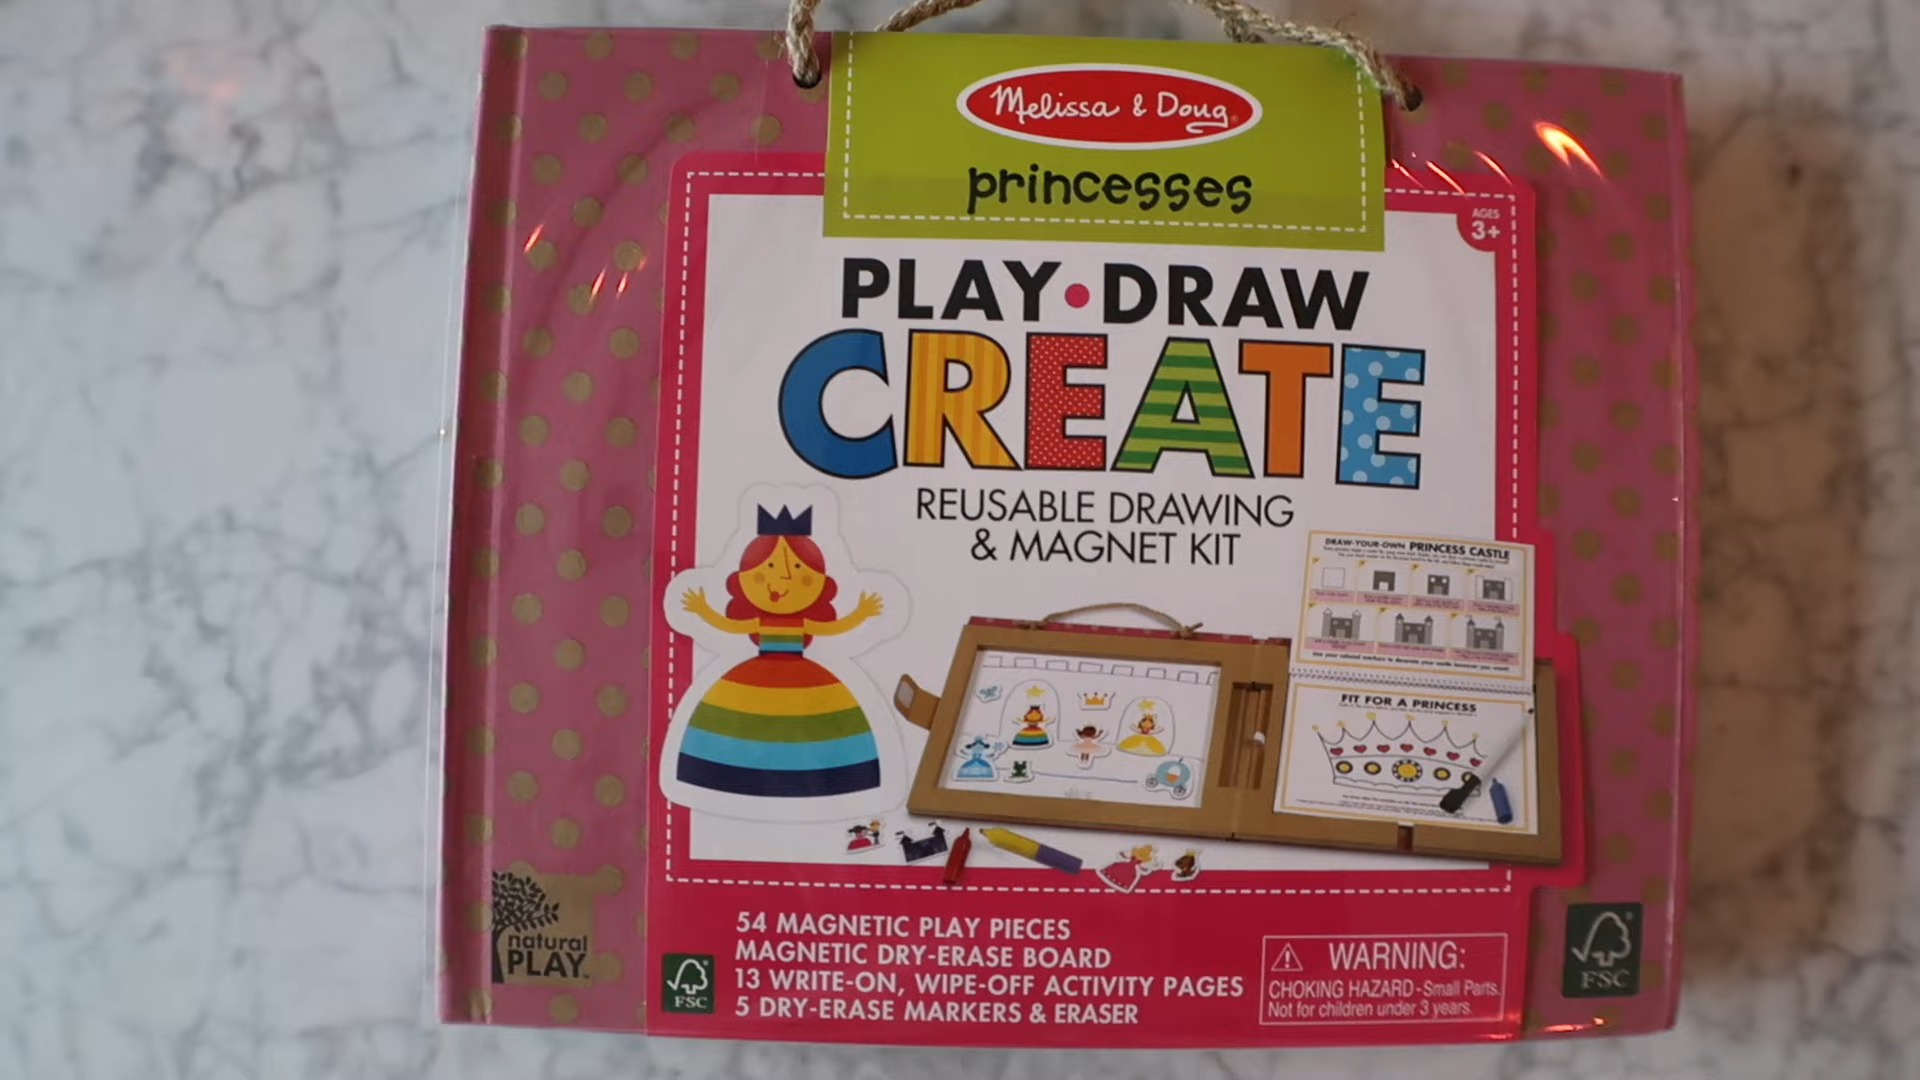 Melissa & Doug
princesses
AGES
3+
PLAY•DRAW
CREATE
REUSABLE DRAWING
& MAGNET KIT
DRAW-YOUR-OWN PRINCESS CASTLE
FIT FOR A PRINCESS
natural
PLAY
FSC
54 MAGNETIC PLAY PIECES
MAGNETIC DRY-ERASE BOARD
13 WRITE-ON, WIPE-OFF ACTIVITY PAGES
5 DRY-ERASE MARKERS & ERASER
WARNING:
CHOKING HAZARD - Small Parts.
Not for children under 3 years.
FSC